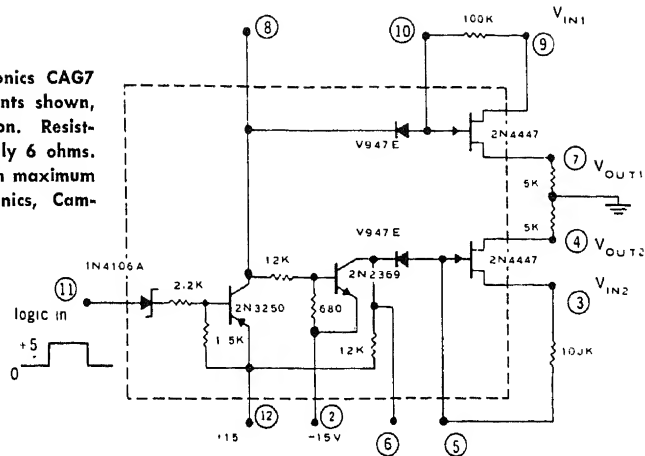 onics CAG7
nts shown,
on. Resist-
ly 6 ohms.
n maximum
nics, Cam-
8
10
100K
9
V IN1
V947E
2N4447
7
V OUT1
5K
5K
V947E
4
V OUT2
11
1N4106A
2.2K
12K
2N2369
2N4447
3
V IN2
logic in
2N3250
680
1.5K
12K
100K
+5
0
12
+15
2
-15V
6
5